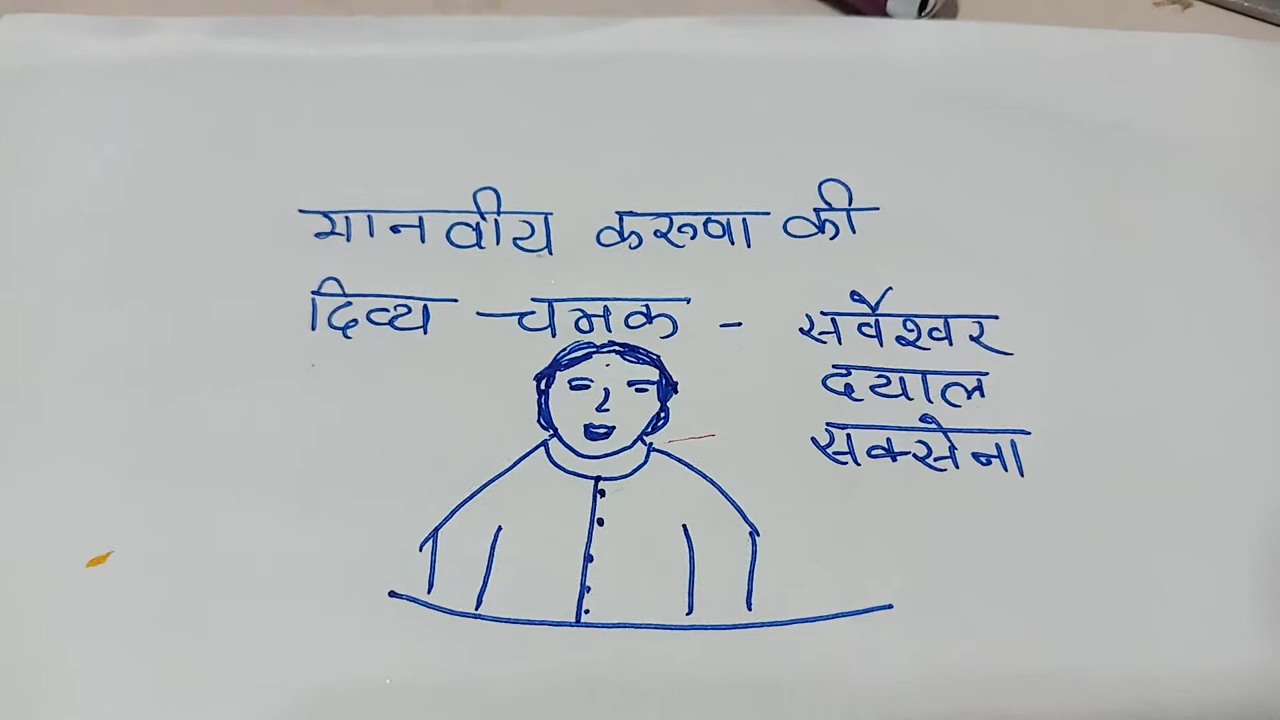 मानवीय करुणा की
दिव्य चमक - सर्वेश्वर
दयाल
सक्सेना